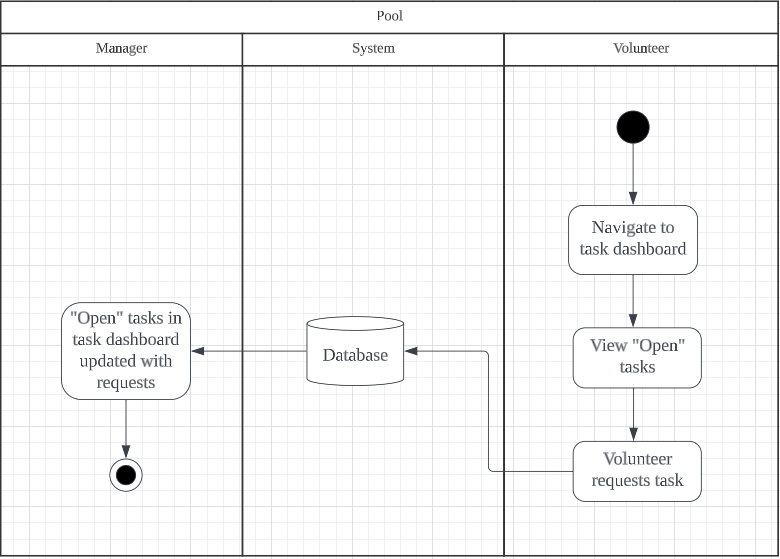 Pool
Manager
System
Volunteer
Navigate to
task dashboard
"Open" tasks in
task dashboard
updated with
requests
Database
View "Open"
tasks
Volunteer
requests task